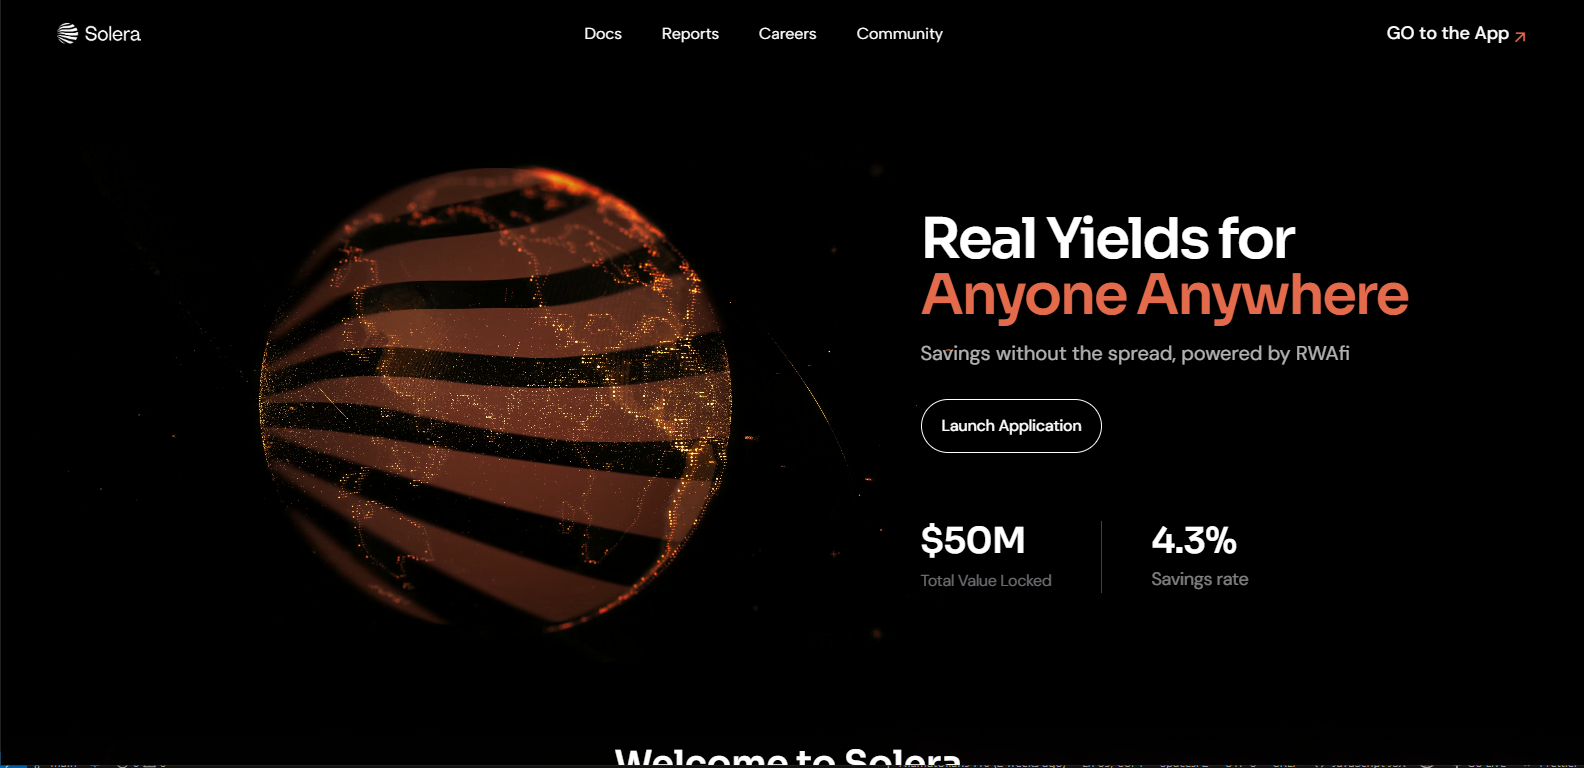 Solera
Docs
Reports
Careers
Community
GO to the App
Real Yields for
Anyone Anywhere
Savings without the spread, powered by RWAfi
Launch Application
$50M
Total Value Locked
4.3%
Savings rate
Welcome to Solera